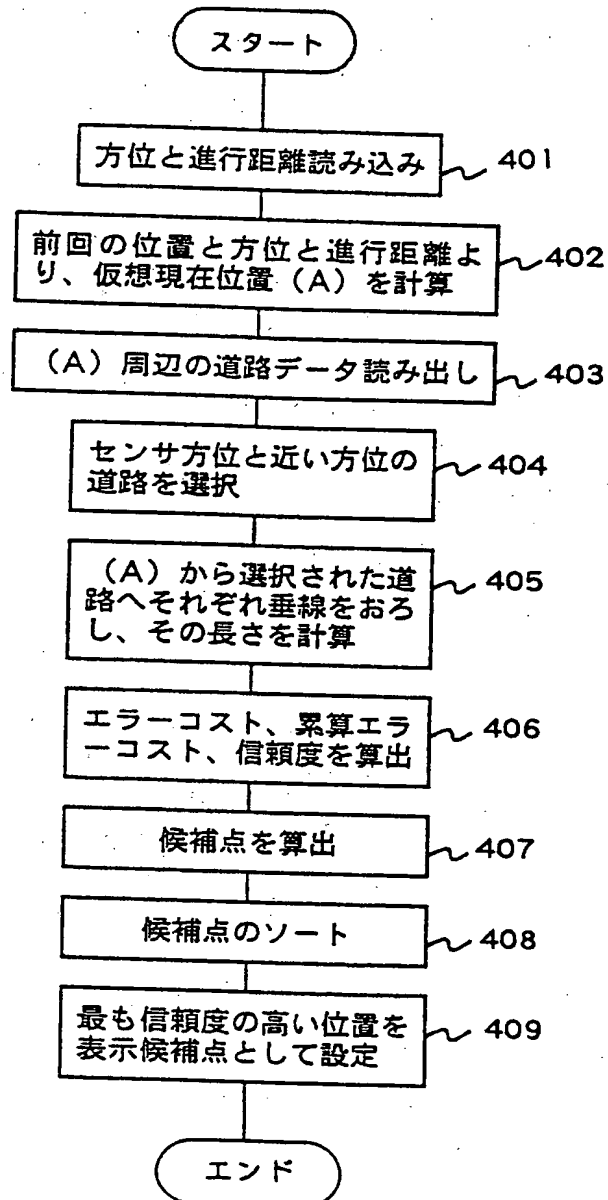 スタート
方位と進行距離読み込み
401
前回の位置と方位と進行距離よ
り、仮想現在位置(A)を計算
402
(A)周辺の道路データ読み出し
403
センサ方位と近い方位の
道路を選択
404
(A)から選択された道
路へそれぞれ垂線をおろ
し、その長さを計算
405
エラーコスト、累算エラ
ーコスト、信頼度を算出
406
候補点を算出
407
候補点のソート
408
最も信頼度の高い位置を
表示候補点として設定
409
エンド